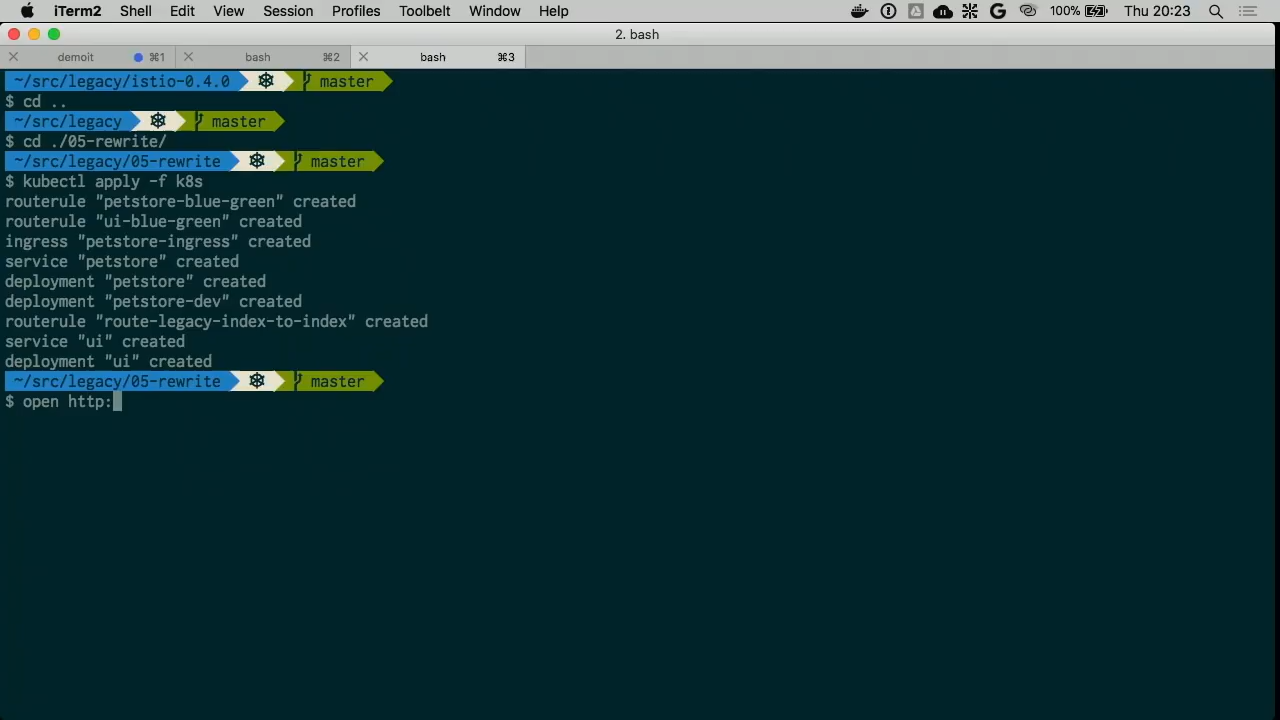 iTerm2 Shell Edit View Session Profiles Toolbelt Window Help 100% Thu 20:23
2. bash
demoit ⌘1 bash ⌘2 bash ⌘3
~/src/legacy/istio-0.4.0 master
$ cd ..
~/src/legacy master
$ cd ./05-rewrite/
~/src/legacy/05-rewrite master
$ kubectl apply -f k8s
routerule "petstore-blue-green" created
routerule "ui-blue-green" created
ingress "petstore-ingress" created
service "petstore" created
deployment "petstore" created
deployment "petstore-dev" created
routerule "route-legacy-index-to-index" created
service "ui" created
deployment "ui" created
~/src/legacy/05-rewrite master
$ open http: